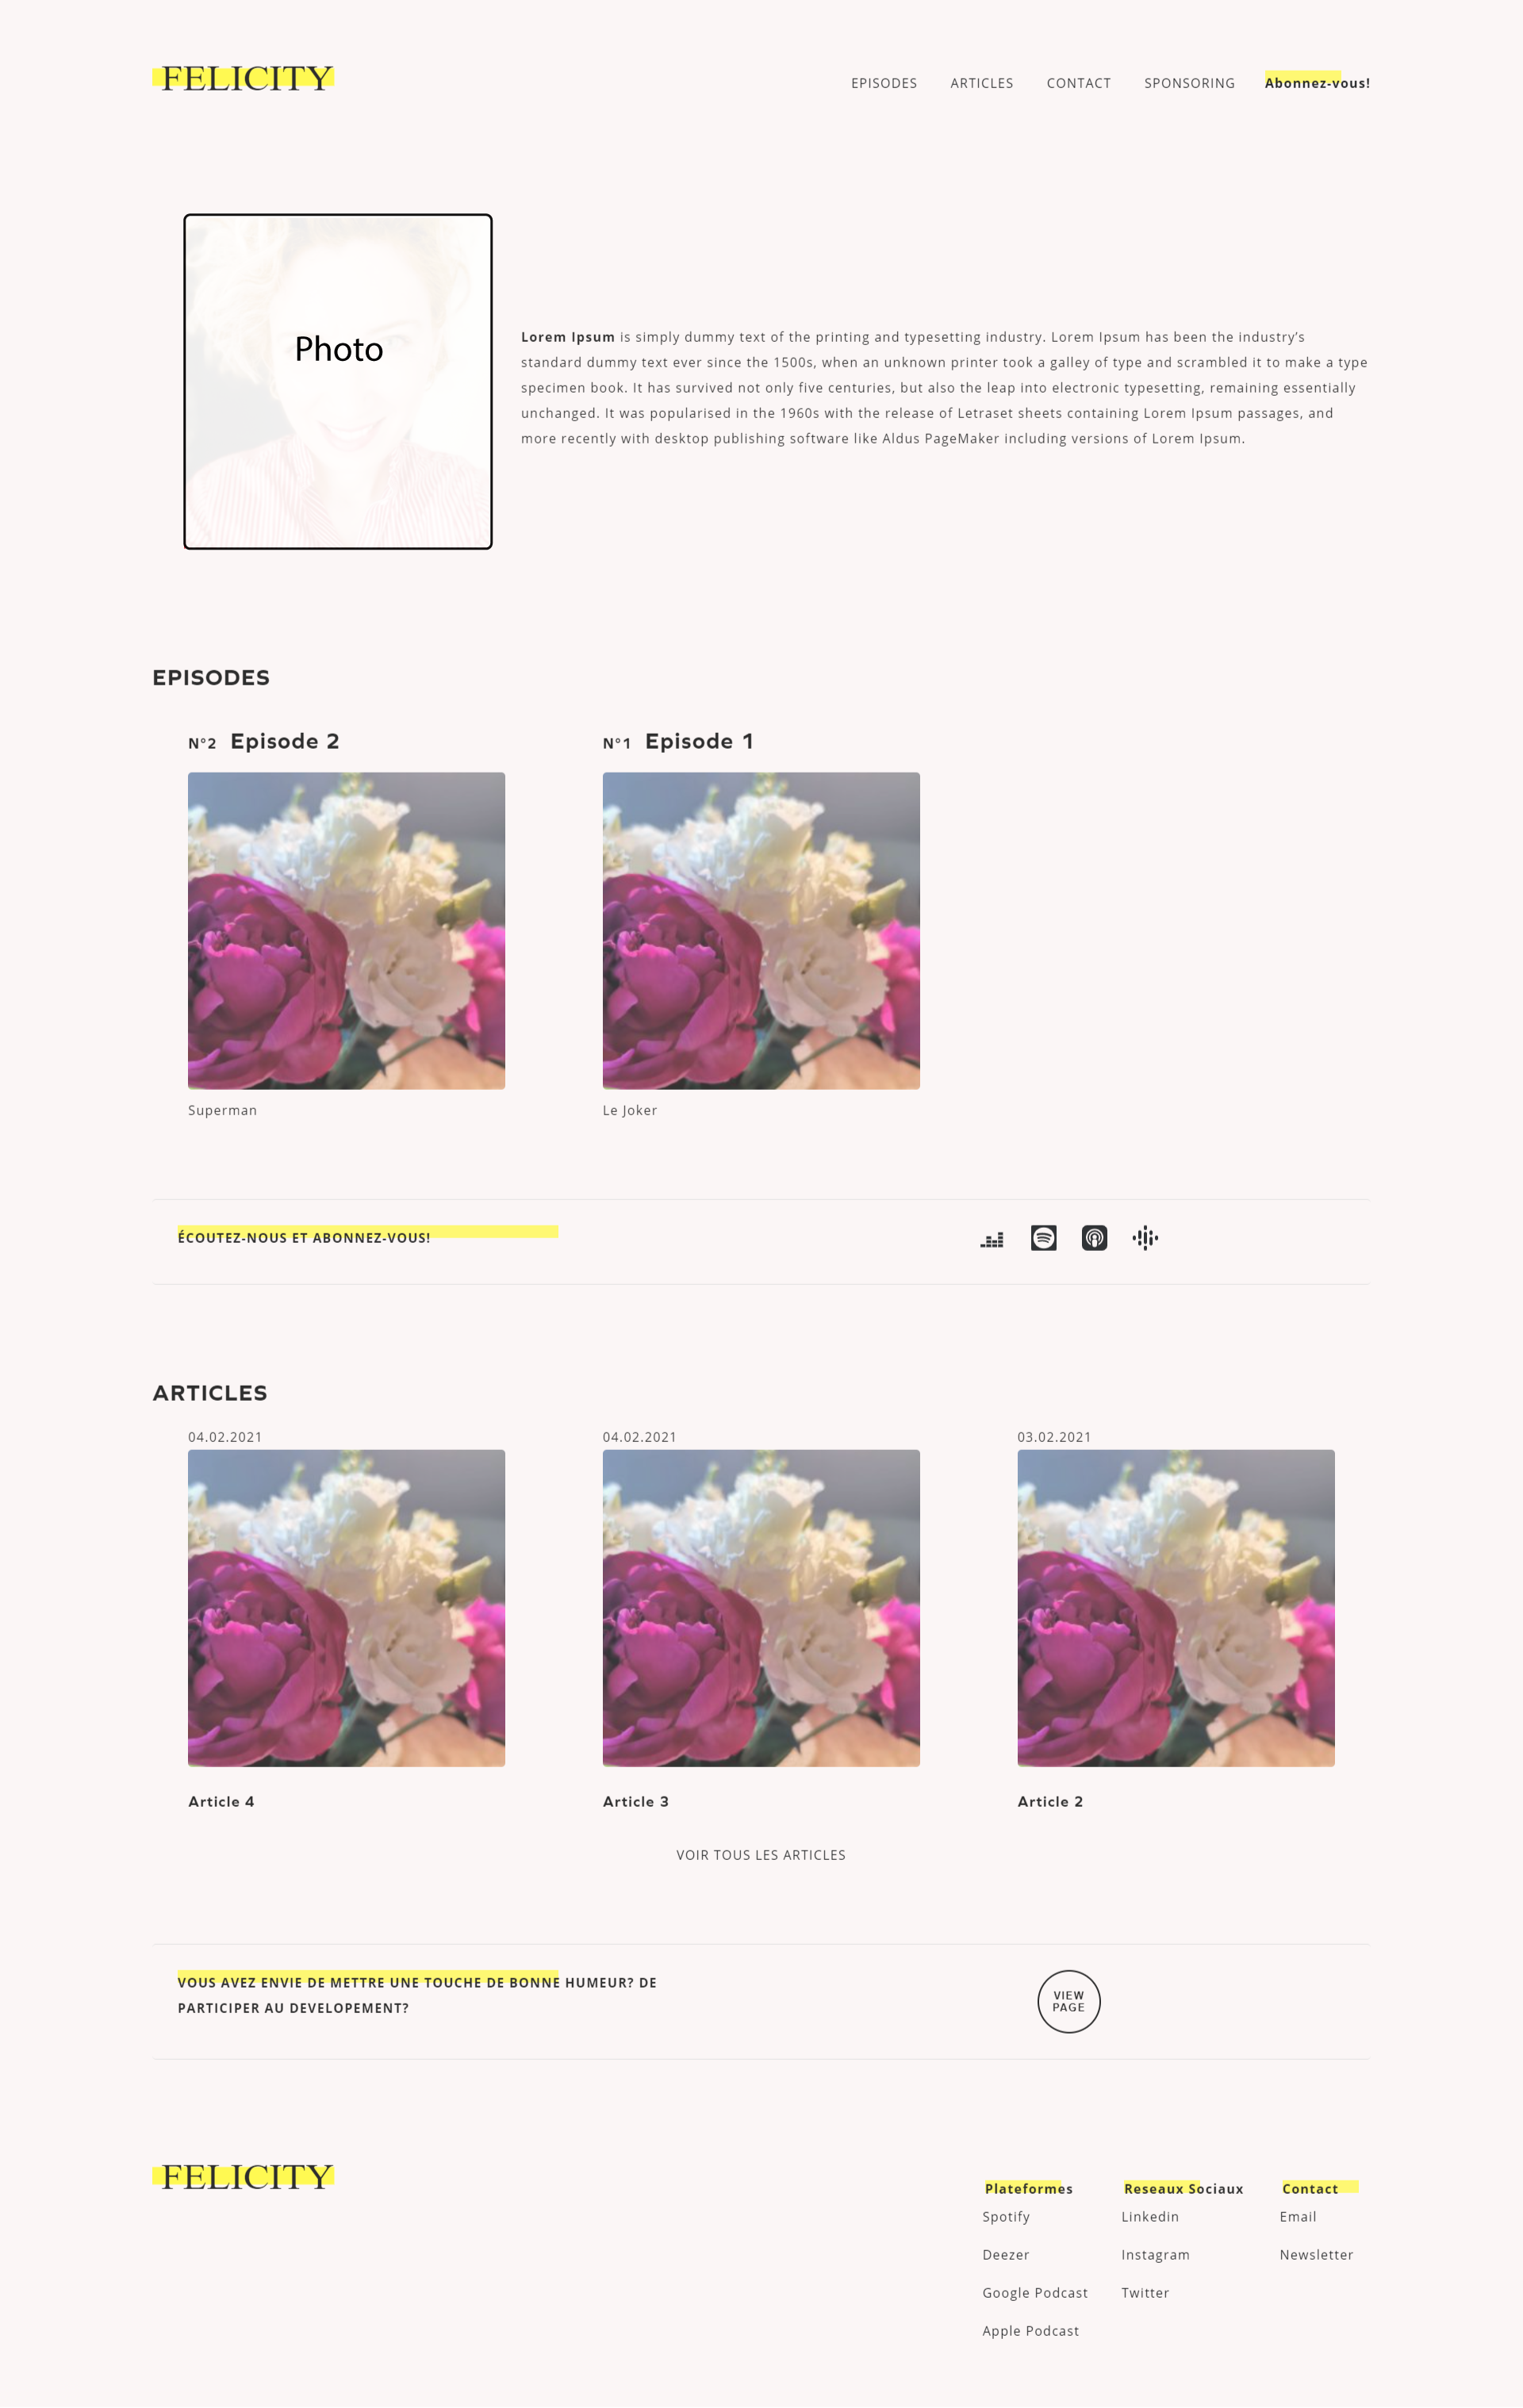 FELICITY
EPISODES ARTICLES CONTACT SPONSORING Abonnez-vous!
Photo
Lorem Ipsum is simply dummy text of the printing and typesetting industry. Lorem Ipsum has been the industry’s
standard dummy text ever since the 1500s, when an unknown printer took a galley of type and scrambled it to make a type
specimen book. It has survived not only five centuries, but also the leap into electronic typesetting, remaining essentially
unchanged. It was popularised in the 1960s with the release of Letraset sheets containing Lorem Ipsum passages, and
more recently with desktop publishing software like Aldus PageMaker including versions of Lorem Ipsum.
EPISODES
N°2 Episode 2
Superman
N°1 Episode 1
Le Joker
ÉCOUTEZ-NOUS ET ABONNEZ-VOUS!
ARTICLES
04.02.2021
Article 4
04.02.2021
Article 3
03.02.2021
Article 2
VOIR TOUS LES ARTICLES
VOUS AVEZ ENVIE DE METTRE UNE TOUCHE DE BONNE HUMEUR? DE
PARTICIPER AU DEVELOPEMENT?
VIEW
PAGE
FELICITY
Plateformes
Spotify
Deezer
Google Podcast
Apple Podcast
Reseaux Sociaux
Linkedin
Instagram
Twitter
Contact
Email
Newsletter